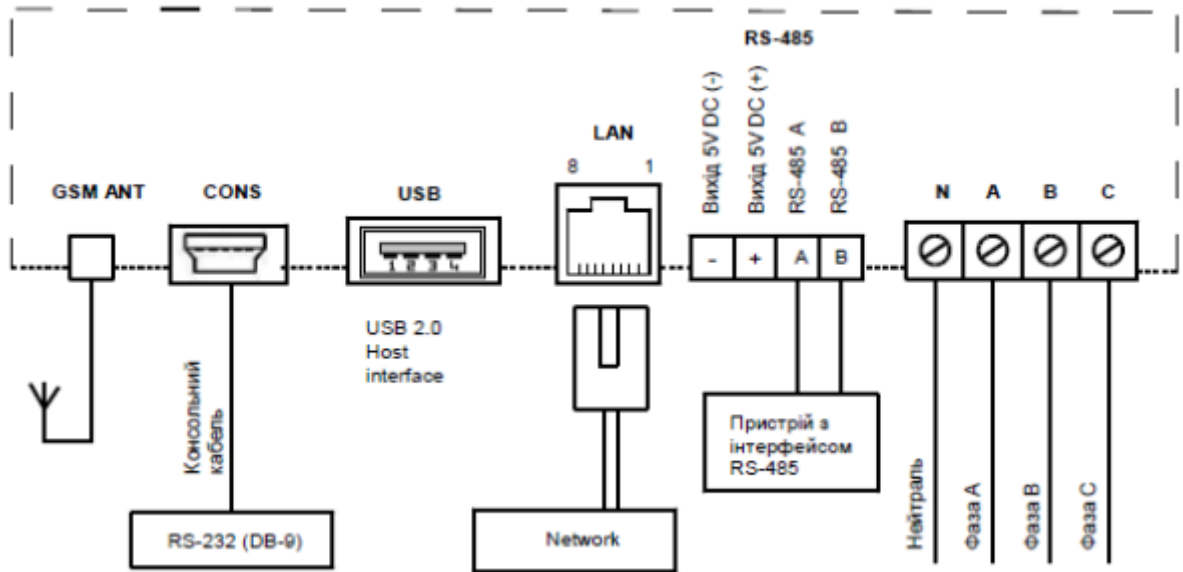 RS-485
Вихід 5V DC (-)
Вихід 5V DC (+)
RS-485 A
RS-485 B
LAN
8 1
GSM ANT
CONS
USB
N A B C
1 2 3 4
- + A B
USB 2.0
Host
interface
Консольний
кабель
Пристрій з
інтерфейсом
RS-485
Нейтраль
Фаза A
Фаза B
Фаза C
RS-232 (DB-9)
Network